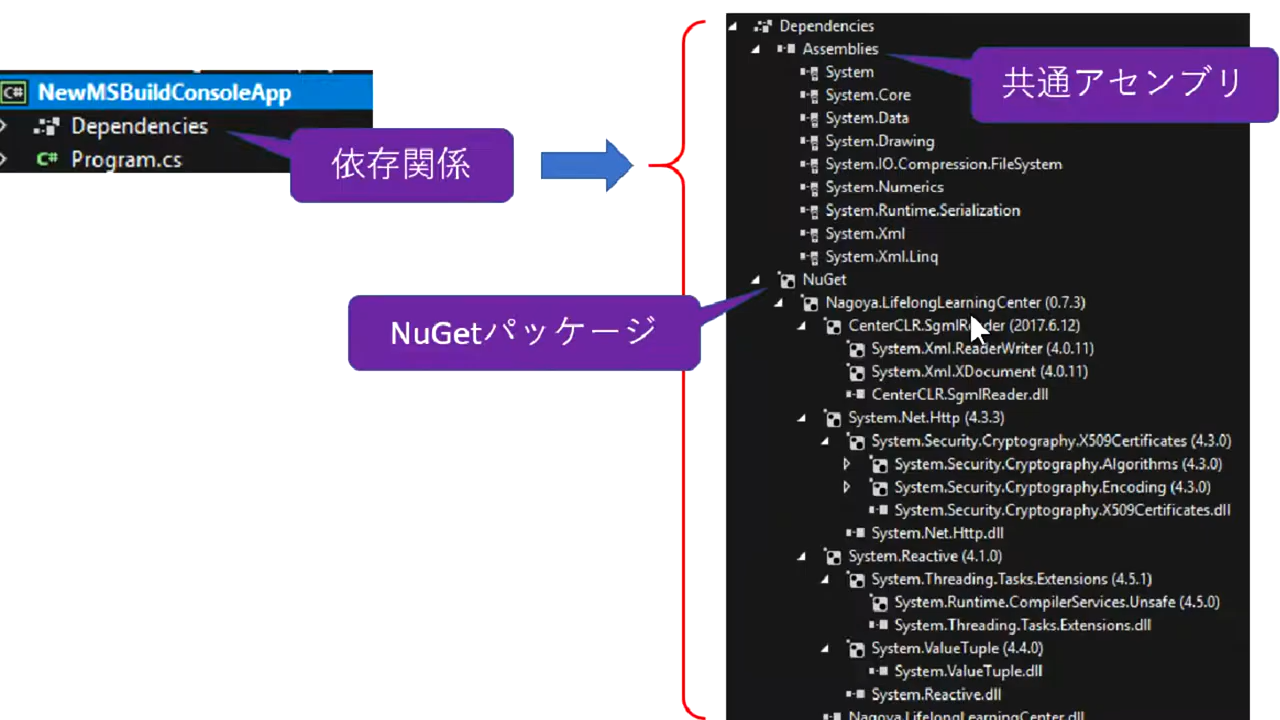 NewMSBuildConsoleApp
Dependencies
Program.cs
依存関係
Dependencies
Assemblies
共通アセンブリ
System
System.Core
System.Data
System.Drawing
System.IO.Compression.FileSystem
System.Numerics
System.Runtime.Serialization
System.Xml
System.Xml.Linq
NuGet
NuGetパッケージ
Nagoya.LifelongLearningCenter (0.7.3)
CenterCLR.SgmlReader (2017.6.12)
System.Xml.ReaderWriter (4.0.11)
System.Xml.XDocument (4.0.11)
CenterCLR.SgmlReader.dll
System.Net.Http (4.3.3)
System.Security.Cryptography.X509Certificates (4.3.0)
System.Security.Cryptography.Algorithms (4.3.0)
System.Security.Cryptography.Encoding (4.3.0)
System.Security.Cryptography.X509Certificates.dll
System.Net.Http.dll
System.Reactive (4.1.0)
System.Threading.Tasks.Extensions (4.5.1)
System.Runtime.CompilerServices.Unsafe (4.5.0)
System.Threading.Tasks.Extensions.dll
System.ValueTuple (4.4.0)
System.ValueTuple.dll
System.Reactive.dll
Nagoya.LifelongLearningCenter.dll